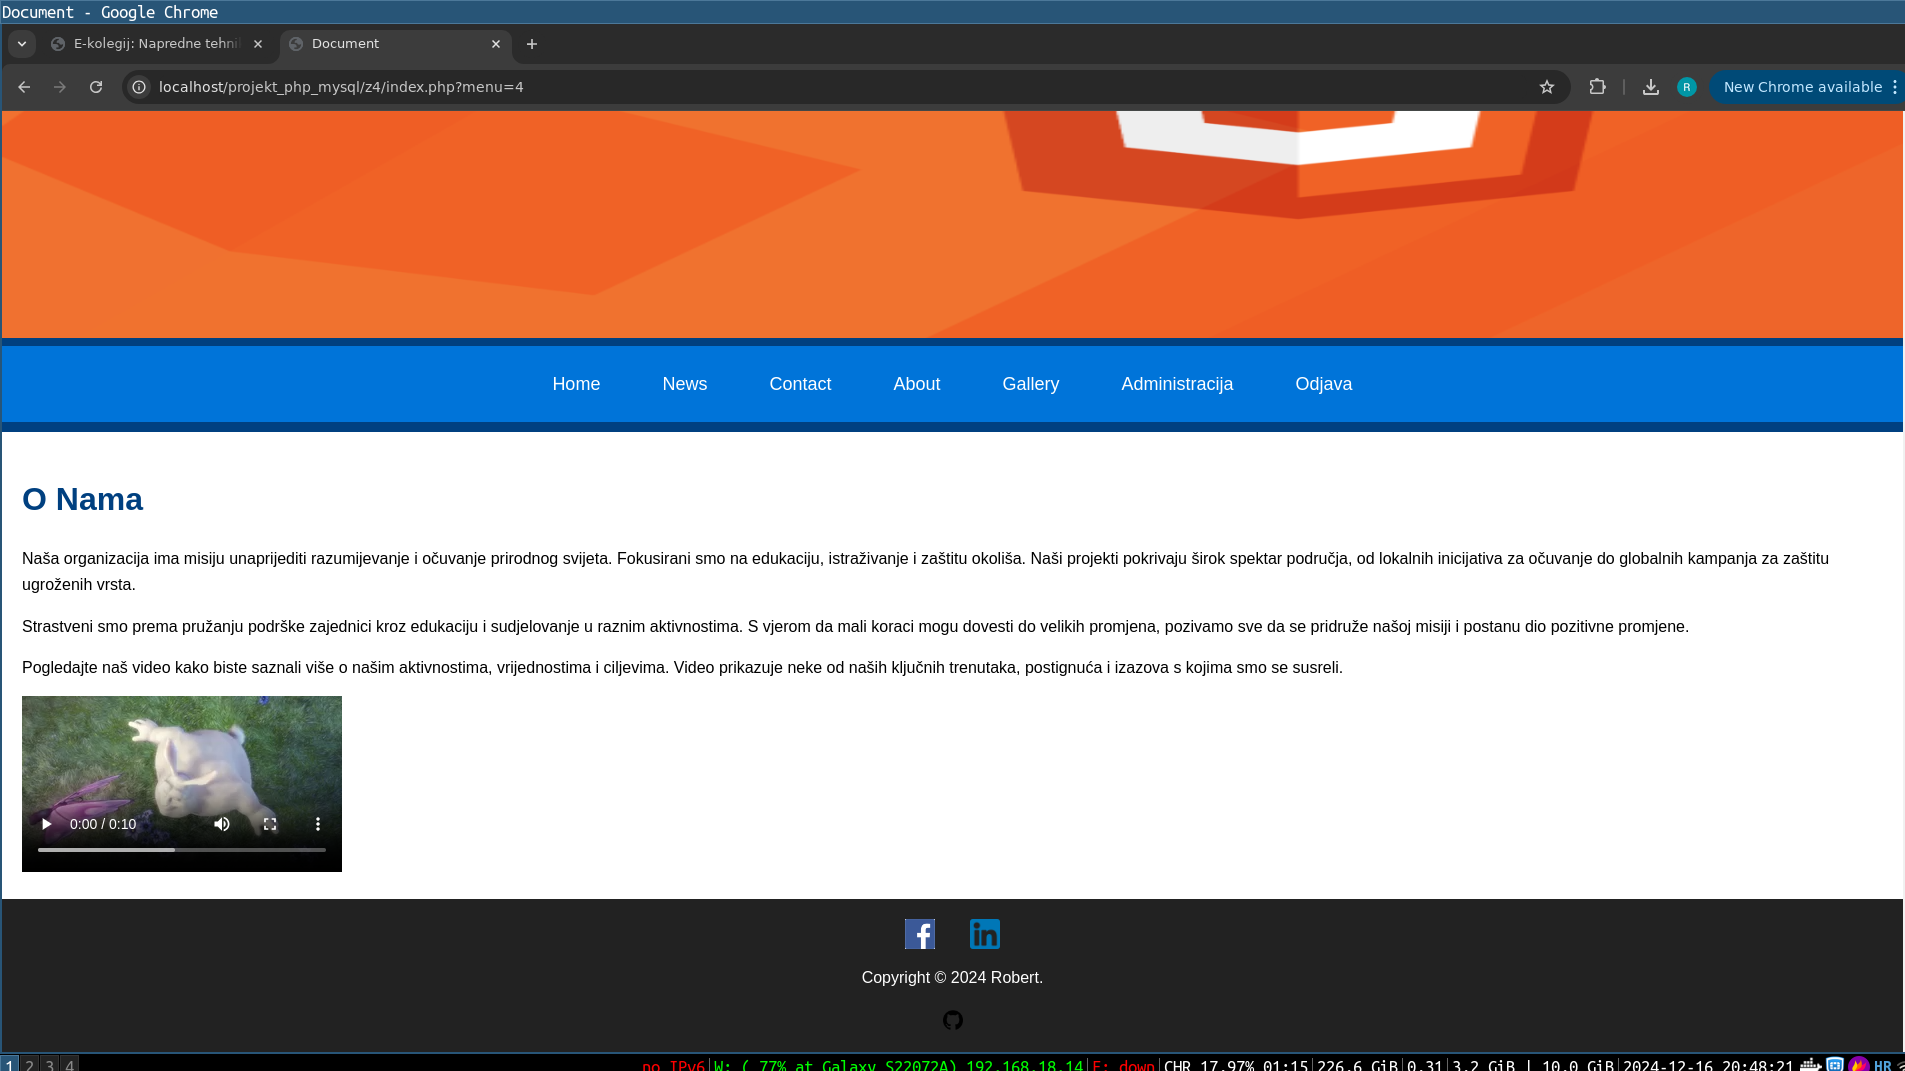 Document - Google Chrome
E-kolegij: Napredne tehni
Document
localhost/projekt_php_mysql/z4/index.php?menu=4
R
New Chrome available
Home
News
Contact
About
Gallery
Administracija
Odjava
O Nama
Naša organizacija ima misiju unaprijediti razumijevanje i očuvanje prirodnog svijeta. Fokusirani smo na edukaciju, istraživanje i zaštitu okoliša. Naši projekti pokrivaju širok spektar područja, od lokalnih inicijativa za očuvanje do globalnih kampanja za zaštitu
ugroženih vrsta.
Strastveni smo prema pružanju podrške zajednici kroz edukaciju i sudjelovanje u raznim aktivnostima. S vjerom da mali koraci mogu dovesti do velikih promjena, pozivamo sve da se pridruže našoj misiji i postanu dio pozitivne promjene.
Pogledajte naš video kako biste saznali više o našim aktivnostima, vrijednostima i ciljevima. Video prikazuje neke od naših ključnih trenutaka, postignuća i izazova s kojima smo se susreli.
0:00 / 0:10
f
in
Copyright © 2024 Robert.
1 2 3 4
no IPv6|W: ( 77% at Galaxy S22072A) 192.168.18.14|E: down|CHR 17.97% 01:15|226.6 GiB|0.31|3.2 GiB | 10.0 GiB|2024-12-16 20:48:21
HR